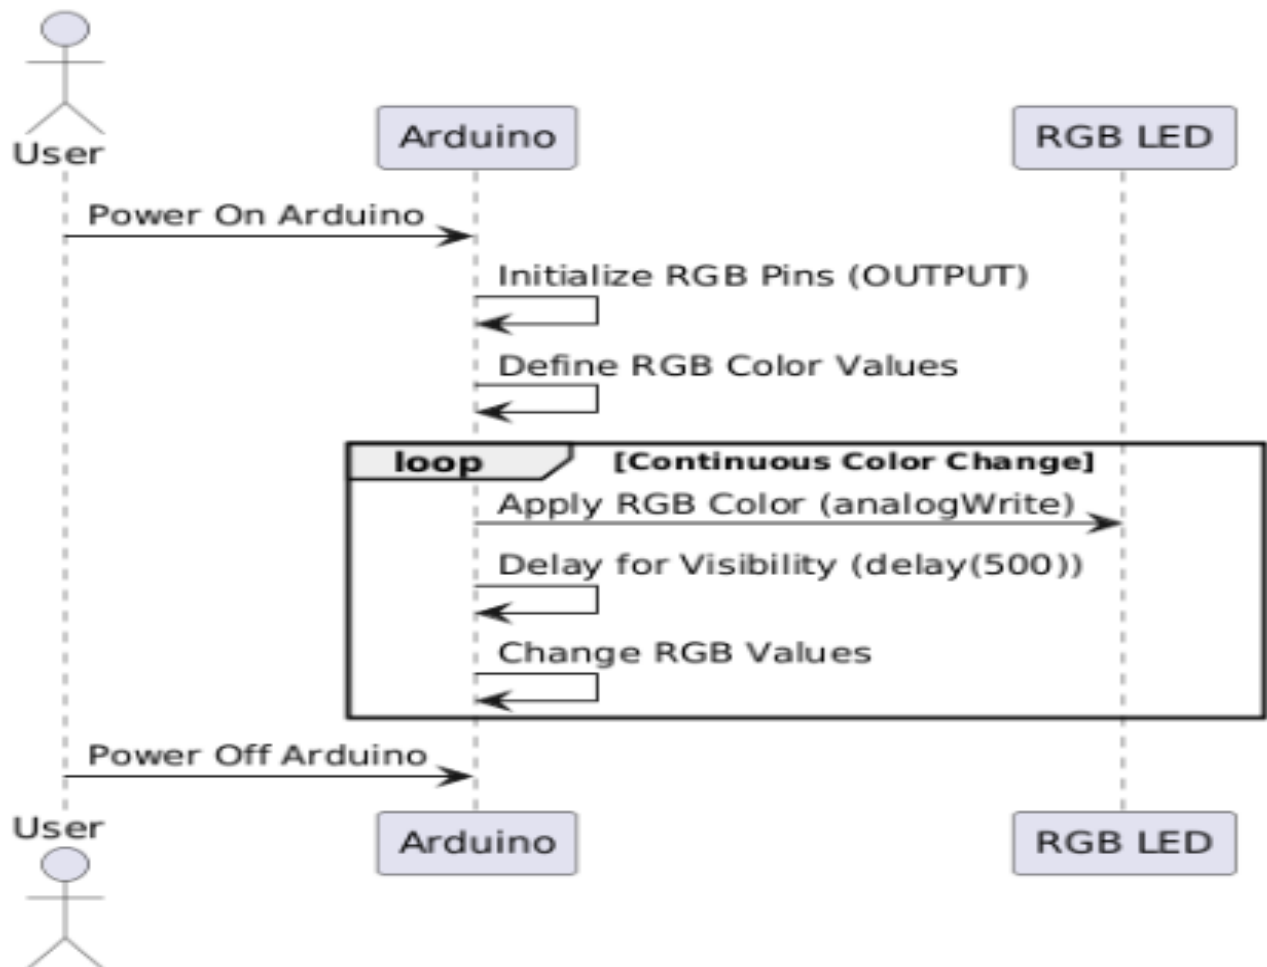 User
Arduino
RGB LED
Power On Arduino
Initialize RGB Pins (OUTPUT)
Define RGB Color Values
loop [Continuous Color Change]
Apply RGB Color (analogWrite)
Delay for Visibility (delay(500))
Change RGB Values
Power Off Arduino
User
Arduino
RGB LED